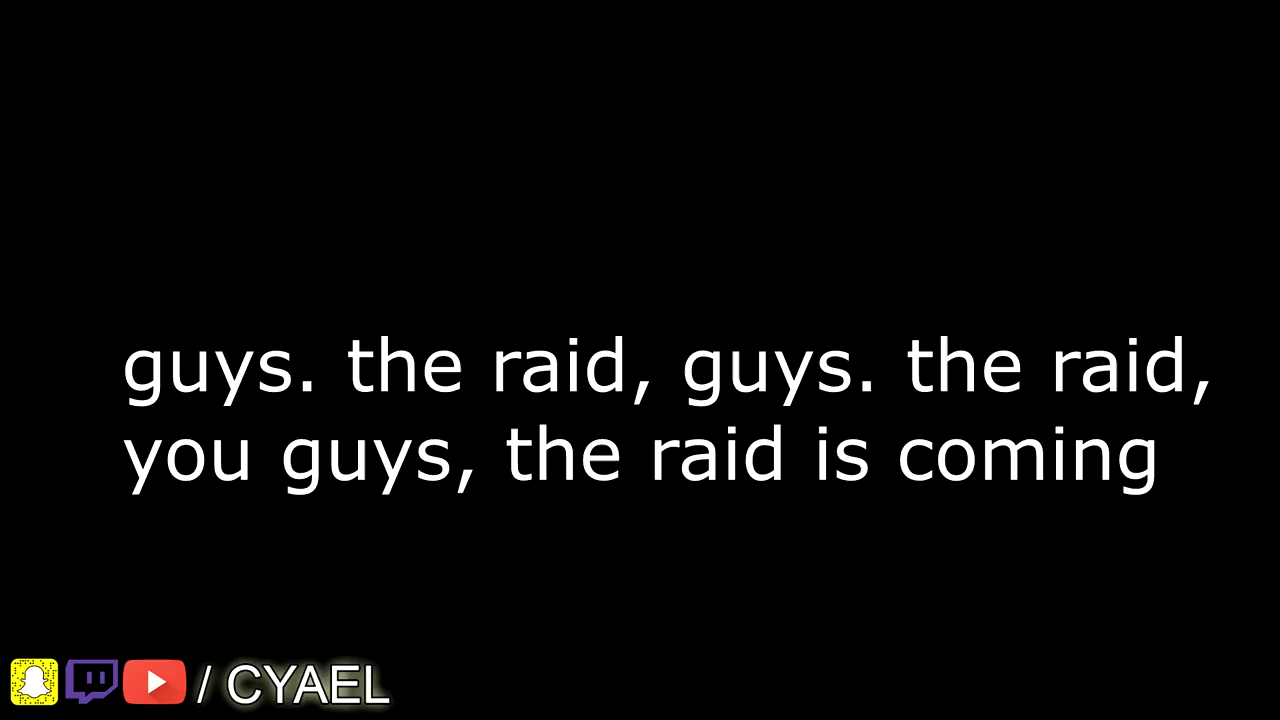 guys. the raid, guys. the raid,
you guys, the raid is coming
/ CYAEL